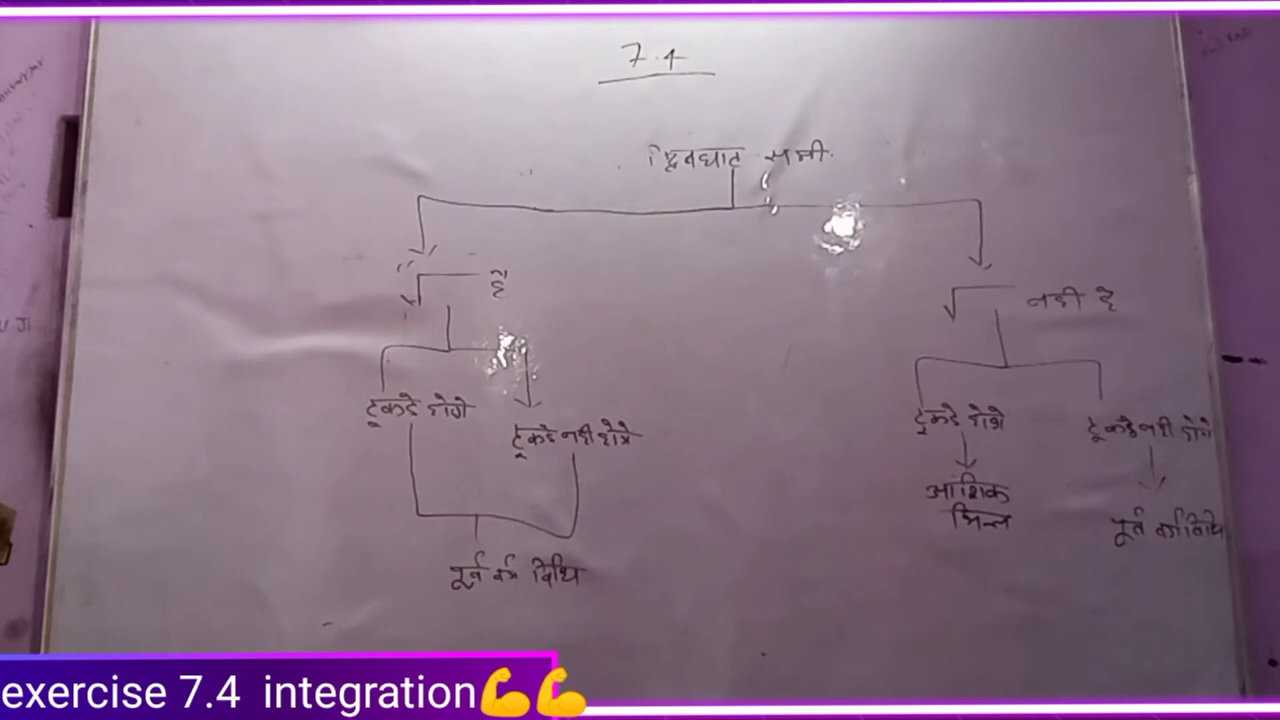 7.4
द्विघात समी.
√ है
√ नही है
टूकडे होगे
टूकडे नही होगे
टूकडे होगे
टूकडे नही होगे
आंशिक
भिन्न
पूर्ण वर्ग विधि
पूर्ण वर्ग विधि
exercise 7.4 integration💪💪